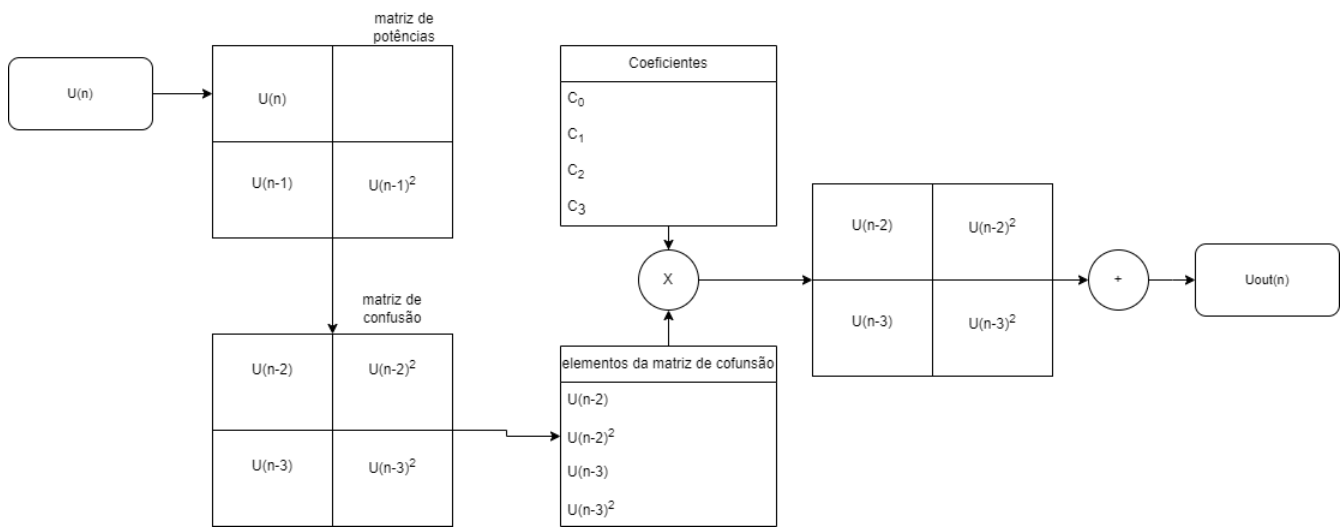 U(n)
matriz de
potências
U(n)
U(n-1)
U(n-1)²
matriz de
confusão
U(n-2)
U(n-2)²
U(n-3)
U(n-3)²
Coeficientes
C₀
C₁
C₂
C₃
X
elementos da matriz de cofunsão
U(n-2)
U(n-2)²
U(n-3)
U(n-3)²
U(n-2)
U(n-2)²
U(n-3)
U(n-3)²
+
Uout(n)